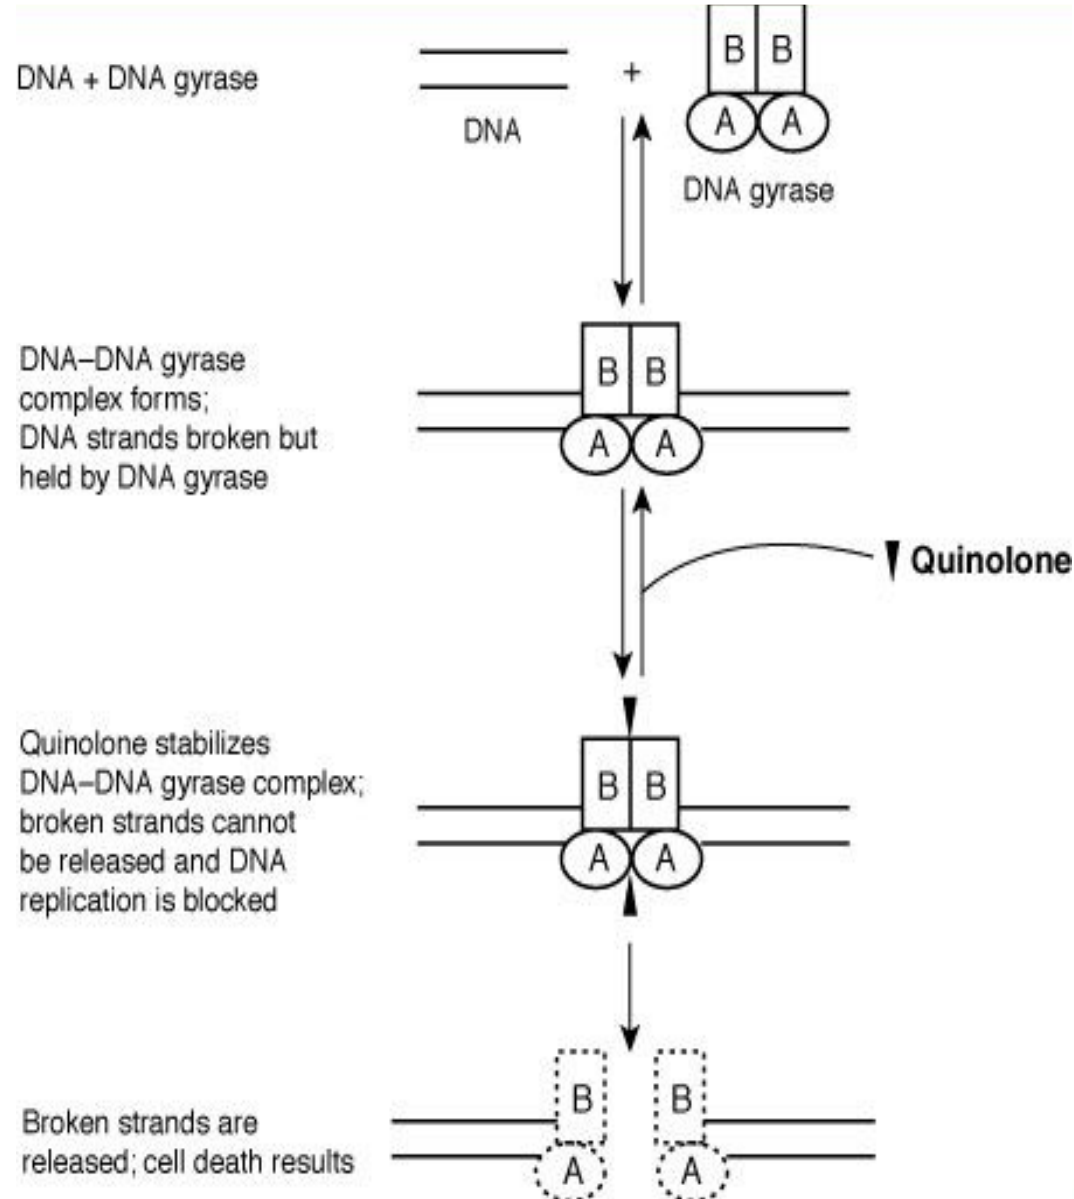 B B
DNA + DNA gyrase
+
DNA
A A
DNA gyrase
DNA–DNA gyrase
complex forms;
DNA strands broken but
held by DNA gyrase
B B
A A
Quinolone
Quinolone stabilizes
DNA–DNA gyrase complex;
broken strands cannot
be released and DNA
replication is blocked
B B
A A
Broken strands are
released; cell death results
B B
A A